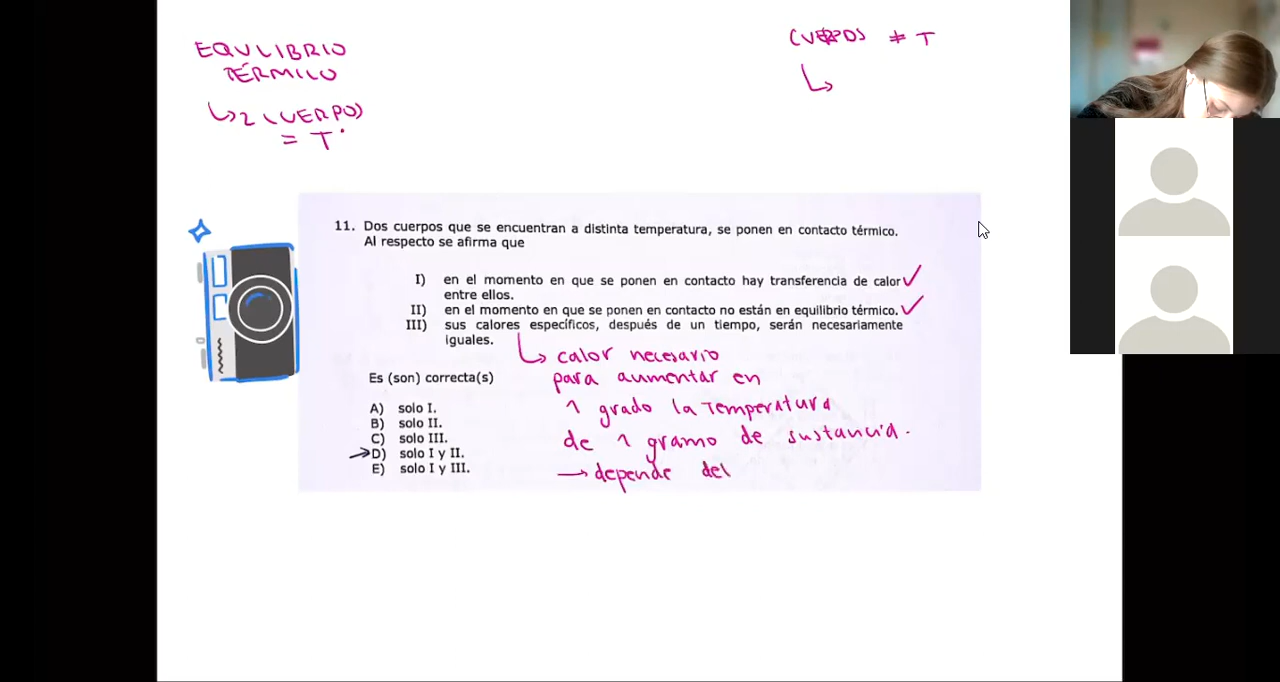 EQUILIBRIO
TÉRMICO
↳ 2 CUERPOS
= T°
CUERPOS ≠ T
↳
11. Dos cuerpos que se encuentran a distinta temperatura, se ponen en contacto térmico.
Al respecto se afirma que
I) en el momento en que se ponen en contacto hay transferencia de calor ✓
entre ellos.
II) en el momento en que se ponen en contacto no están en equilibrio térmico. ✓
III) sus calores específicos, después de un tiempo, serán necesariamente
iguales.
↳ calor necesario
para aumentar en
1 grado la temperatura
de 1 gramo de sustancia.
→ depende del
Es (son) correcta(s)
A) solo I.
B) solo II.
C) solo III.
→ D) solo I y II.
E) solo I y III.